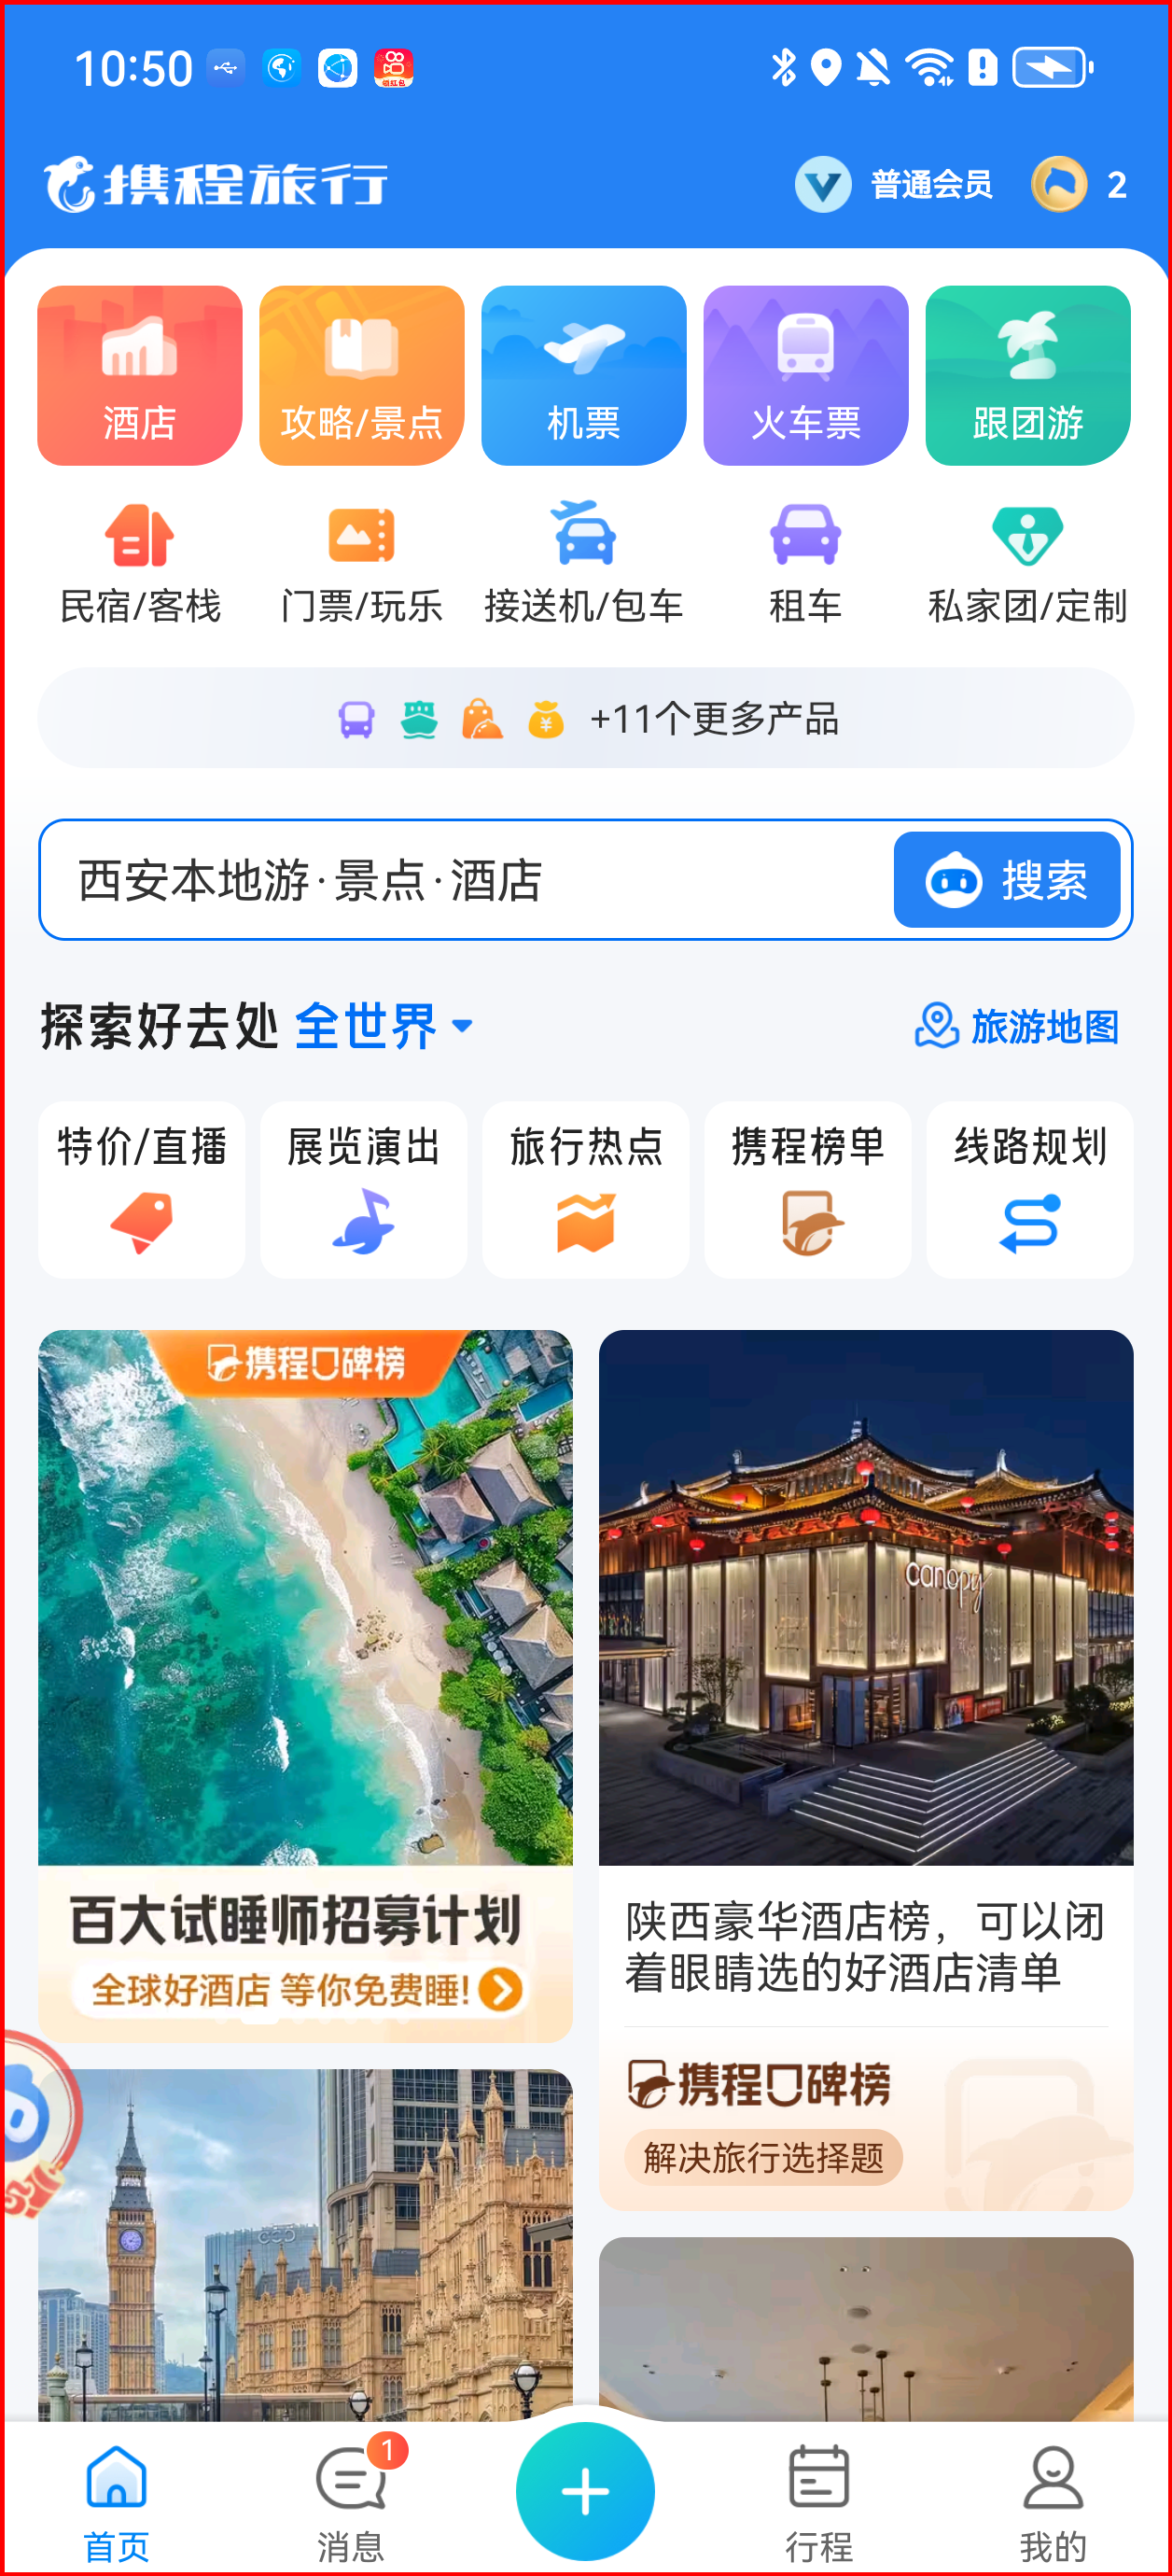 10:50
携程旅行
普通会员
2
酒店
攻略/景点
机票
火车票
跟团游
民宿/客栈
门票/玩乐
接送机/包车
租车
私家团/定制
+11个更多产品
西安本地游·景点·酒店
搜索
探索好去处 全世界
旅游地图
特价/直播
展览演出
旅行热点
携程榜单
线路规划
携程口碑榜
canopy
百大试睡师招募计划
全球好酒店 等你免费睡!
陕西豪华酒店榜，可以闭
着眼睛选的好酒店清单
携程口碑榜
解决旅行选择题
首页
消息
1
行程
我的